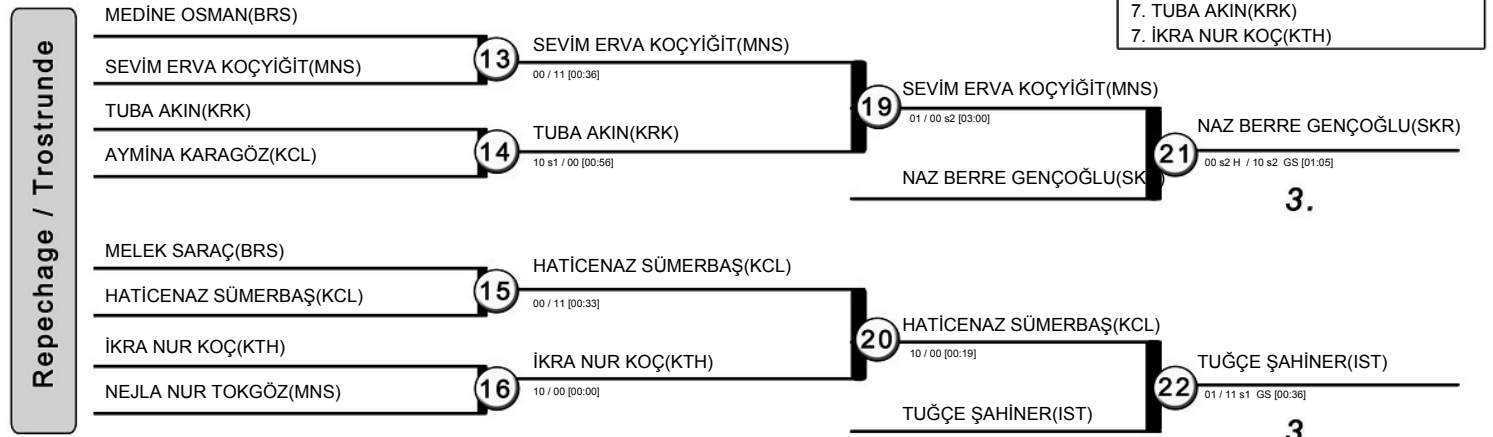 Repechage / Trostrunde
7. TUBA AKIN(KRK)
7. İKRA NUR KOÇ(KTH)
MEDİNE OSMAN(BRS)
SEVİM ERVA KOÇYİĞİT(MNS)
13
SEVİM ERVA KOÇYİĞİT(MNS)
00 / 11 [00:36]
TUBA AKIN(KRK)
AYMİNA KARAGÖZ(KCL)
14
TUBA AKIN(KRK)
10 s1 / 00 [00:56]
19
SEVİM ERVA KOÇYİĞİT(MNS)
01 / 00 s2 [03:00]
NAZ BERRE GENÇOĞLU(SK
21
NAZ BERRE GENÇOĞLU(SKR)
00 s2 H / 10 s2 GS [01:05]
3.
MELEK SARAÇ(BRS)
HATİCENAZ SÜMERBAŞ(KCL)
15
HATİCENAZ SÜMERBAŞ(KCL)
00 / 11 [00:33]
İKRA NUR KOÇ(KTH)
NEJLA NUR TOKGÖZ(MNS)
16
İKRA NUR KOÇ(KTH)
10 / 00 [00:00]
20
HATİCENAZ SÜMERBAŞ(KCL)
10 / 00 [00:19]
TUĞÇE ŞAHİNER(IST)
22
TUĞÇE ŞAHİNER(IST)
01 / 11 s1 GS [00:36]
3